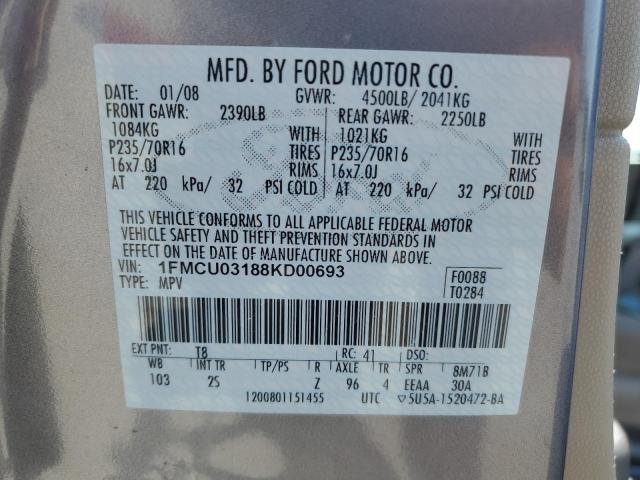 MFD. BY FORD MOTOR CO.
DATE: 01/08 GVWR: 4500LB/ 2041KG
FRONT GAWR: 2390LB REAR GAWR: 2250LB
1084KG WITH 1021KG WITH
P235/70R16 TIRES P235/70R16 TIRES
16x7.0J RIMS 16x7.0J RIMS
AT 220 kPa/ 32 PSI COLD AT 220 kPa/ 32 PSI COLD
THIS VEHICLE CONFORMS TO ALL APPLICABLE FEDERAL MOTOR
VEHICLE SAFETY AND THEFT PREVENTION STANDARDS IN
EFFECT ON THE DATE OF MANUFACTURE SHOWN ABOVE.
VIN: 1FMCU03188KD00693 F0088
TYPE: MPV T0284
EXT PNT: T8 RC: 41 DSO:
WB INT TR TP/PS R AXLE TR SPR 8M71B
103 2S Z 96 4 EEAA 30A
1200801151455 UTC ▽5U5A-1520472-BA